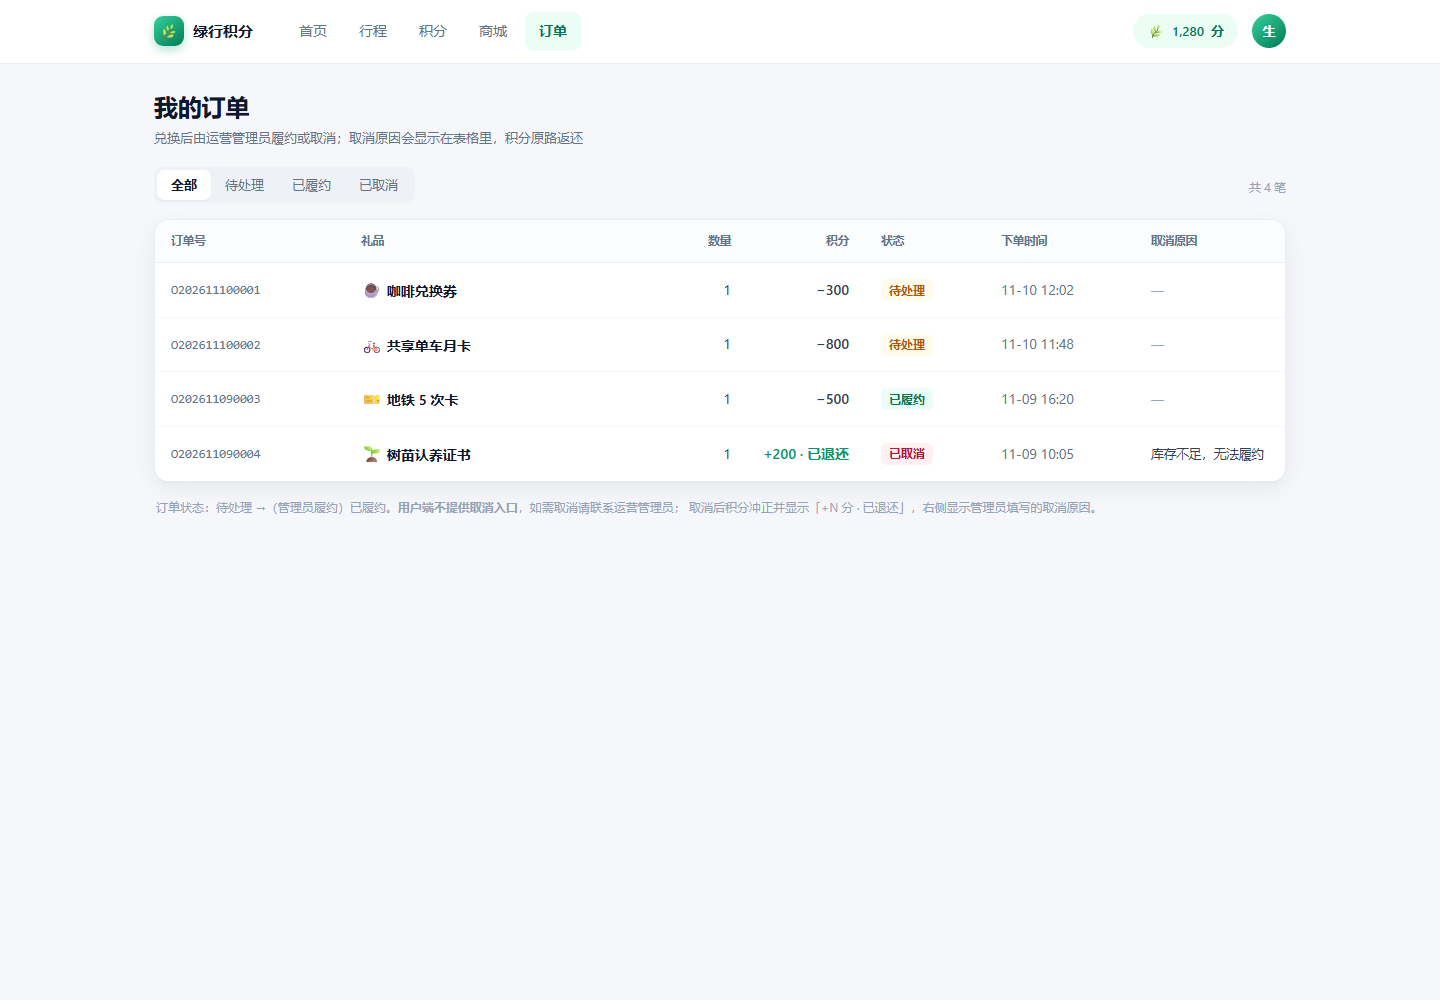 绿行积分 首页 行程 积分 商城 订单 1,280 分 生
我的订单
兑换后由运营管理员履约或取消；取消原因会显示在表格里，积分原路返还
全部 待处理 已履约 已取消 共 4 笔
订单号 礼品 数量 积分 状态 下单时间 取消原因
O202611100001 咖啡兑换券 1 −300 待处理 11-10 12:02 —
O202611100002 共享单车月卡 1 −800 待处理 11-10 11:48 —
O202611090003 地铁 5 次卡 1 −500 已履约 11-09 16:20 —
O202611090004 树苗认养证书 1 +200 · 已退还 已取消 11-09 10:05 库存不足，无法履约
订单状态：待处理 →（管理员履约）已履约。用户端不提供取消入口，如需取消请联系运营管理员； 取消后积分冲正并显示「+N 分 · 已退还」，右侧显示管理员填写的取消原因。